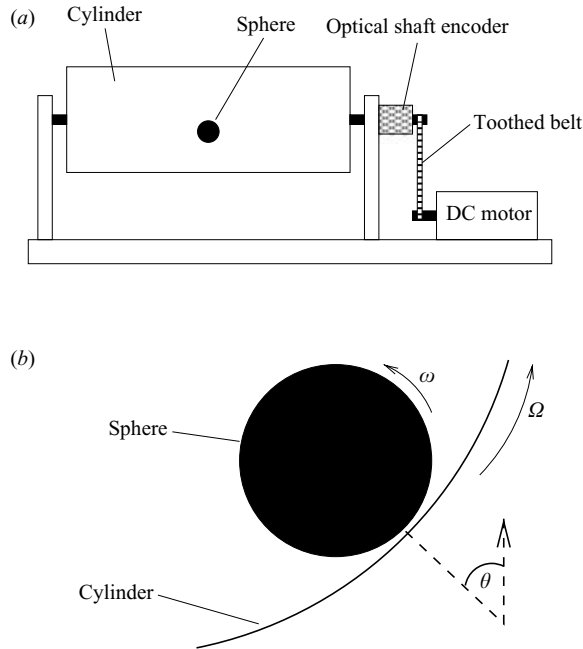 (a)
Cylinder
Sphere
Optical shaft encoder
Toothed belt
DC motor
(b)
ω
Ω
Sphere
θ
Cylinder